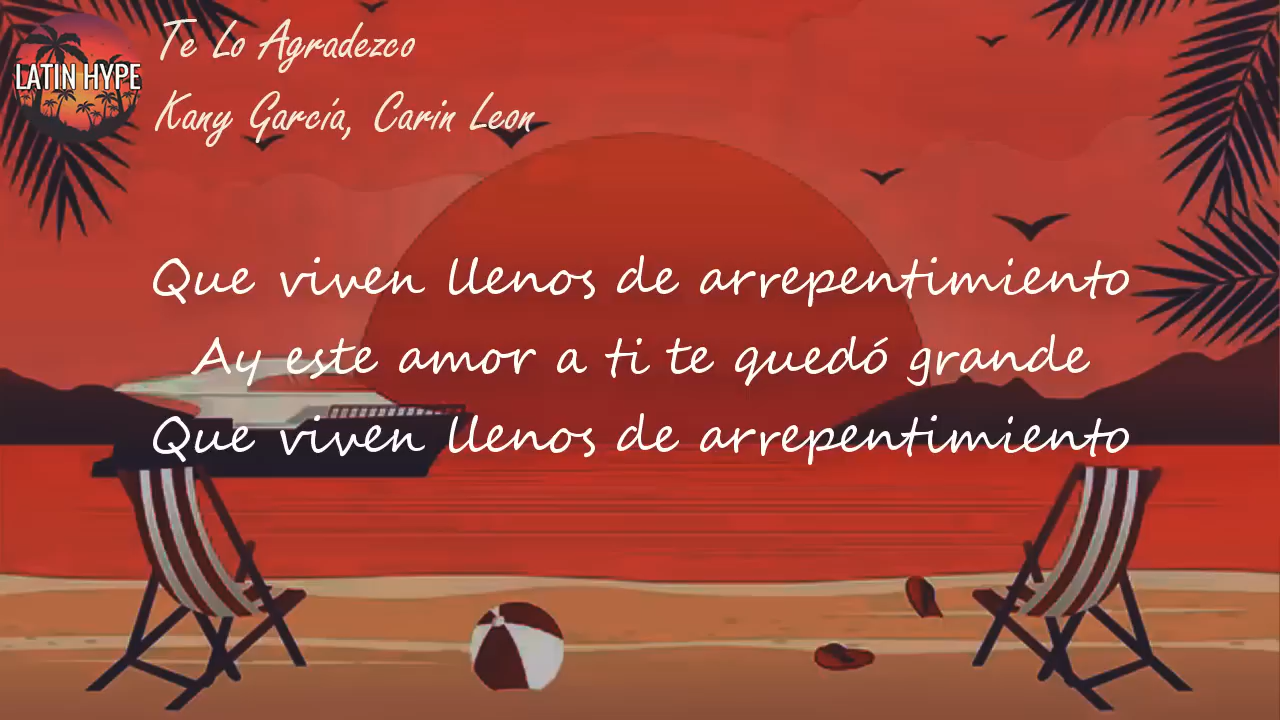 LATIN HYPE
Te Lo Agradezco
Kany García, Carin Leon
Que viven llenos de arrepentimiento
Ay este amor a ti te quedó grande
Que viven llenos de arrepentimiento